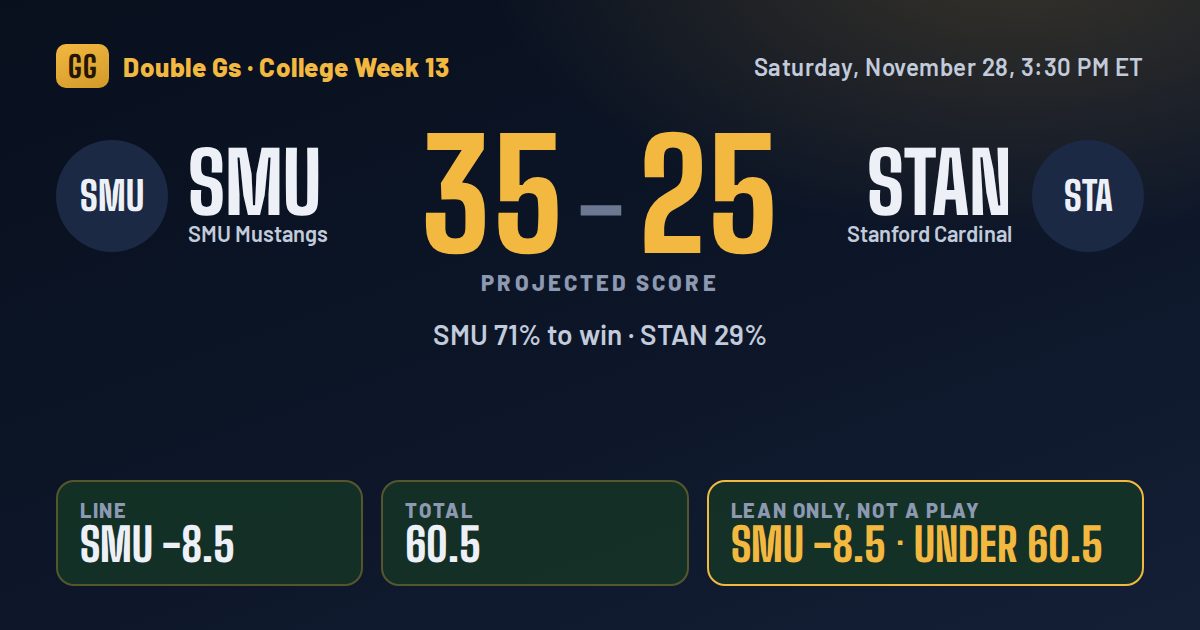 GG
Double Gs · College Week 13
Saturday, November 28, 3:30 PM ET
SMU
SMU
SMU Mustangs
35 – 25
PROJECTED SCORE
SMU 71% to win · STAN 29%
STAN
Stanford Cardinal
STA
LINE
SMU −8.5
TOTAL
60.5
LEAN ONLY, NOT A PLAY
SMU −8.5 · UNDER 60.5